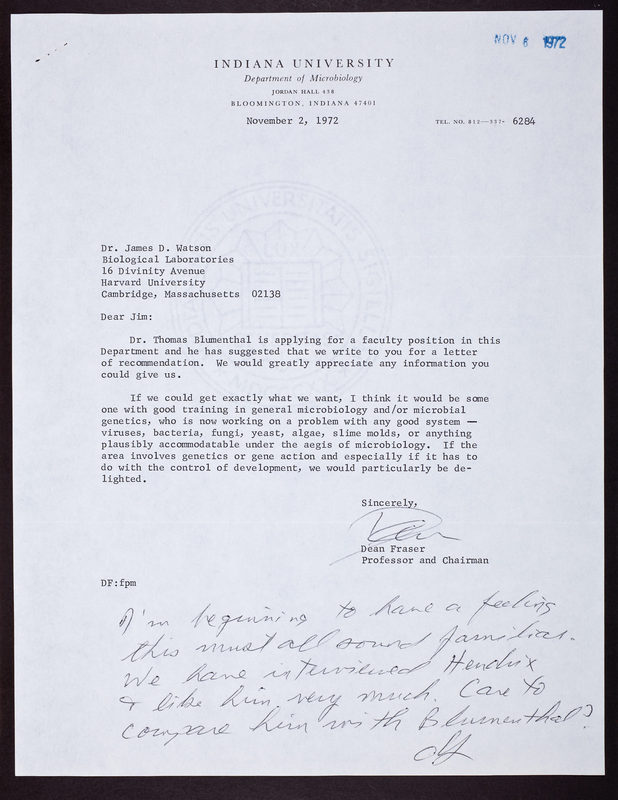 NOV 6 1972
INDIANA UNIVERSITY
Department of Microbiology
JORDAN HALL 438
BLOOMINGTON, INDIANA 47401
November 2, 1972
TEL. NO. 812—337- 6284
Dr. James D. Watson
Biological Laboratories
16 Divinity Avenue
Harvard University
Cambridge, Massachusetts 02138
Dear Jim:
Dr. Thomas Blumenthal is applying for a faculty position in this
Department and he has suggested that we write to you for a letter
of recommendation. We would greatly appreciate any information you
could give us.
If we could get exactly what we want, I think it would be some
one with good training in general microbiology and/or microbial
genetics, who is now working on a problem with any good system —
viruses, bacteria, fungi, yeast, algae, slime molds, or anything
plausibly accommodatable under the aegis of microbiology. If the
area involves genetics or gene action and especially if it has to
do with the control of development, we would particularly be de-
lighted.
Sincerely,
Dean
Dean Fraser
Professor and Chairman
DF:fpm
I'm beginning to have a feeling
this must all sound familiar.
We have interviewed Hendrix
& like him very much. Care to
compare him with Blumenthal?
df